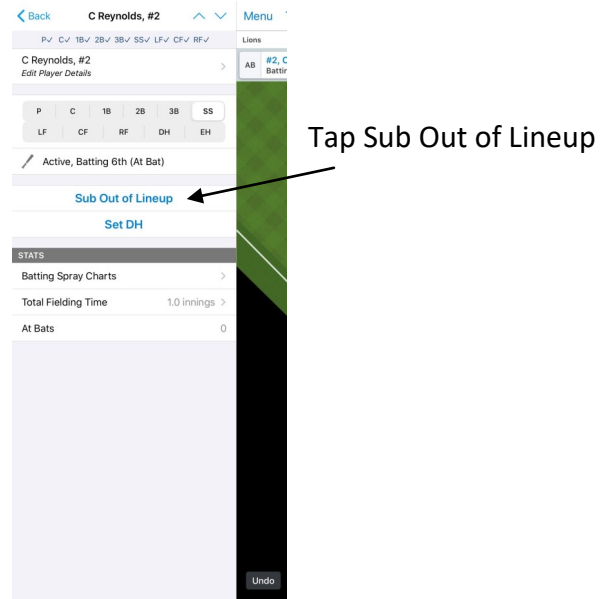 Back C Reynolds, #2
P✓ C✓ 1B✓ 2B✓ 3B✓ SS✓ LF✓ CF✓ RF✓
C Reynolds, #2
Edit Player Details
P C 1B 2B 3B SS
LF CF RF DH EH
Active, Batting 6th (At Bat)
Sub Out of Lineup
Set DH
STATS
Batting Spray Charts
Total Fielding Time 1.0 innings
At Bats 0
Menu
Lions
AB #2, C
Undo
Tap Sub Out of Lineup